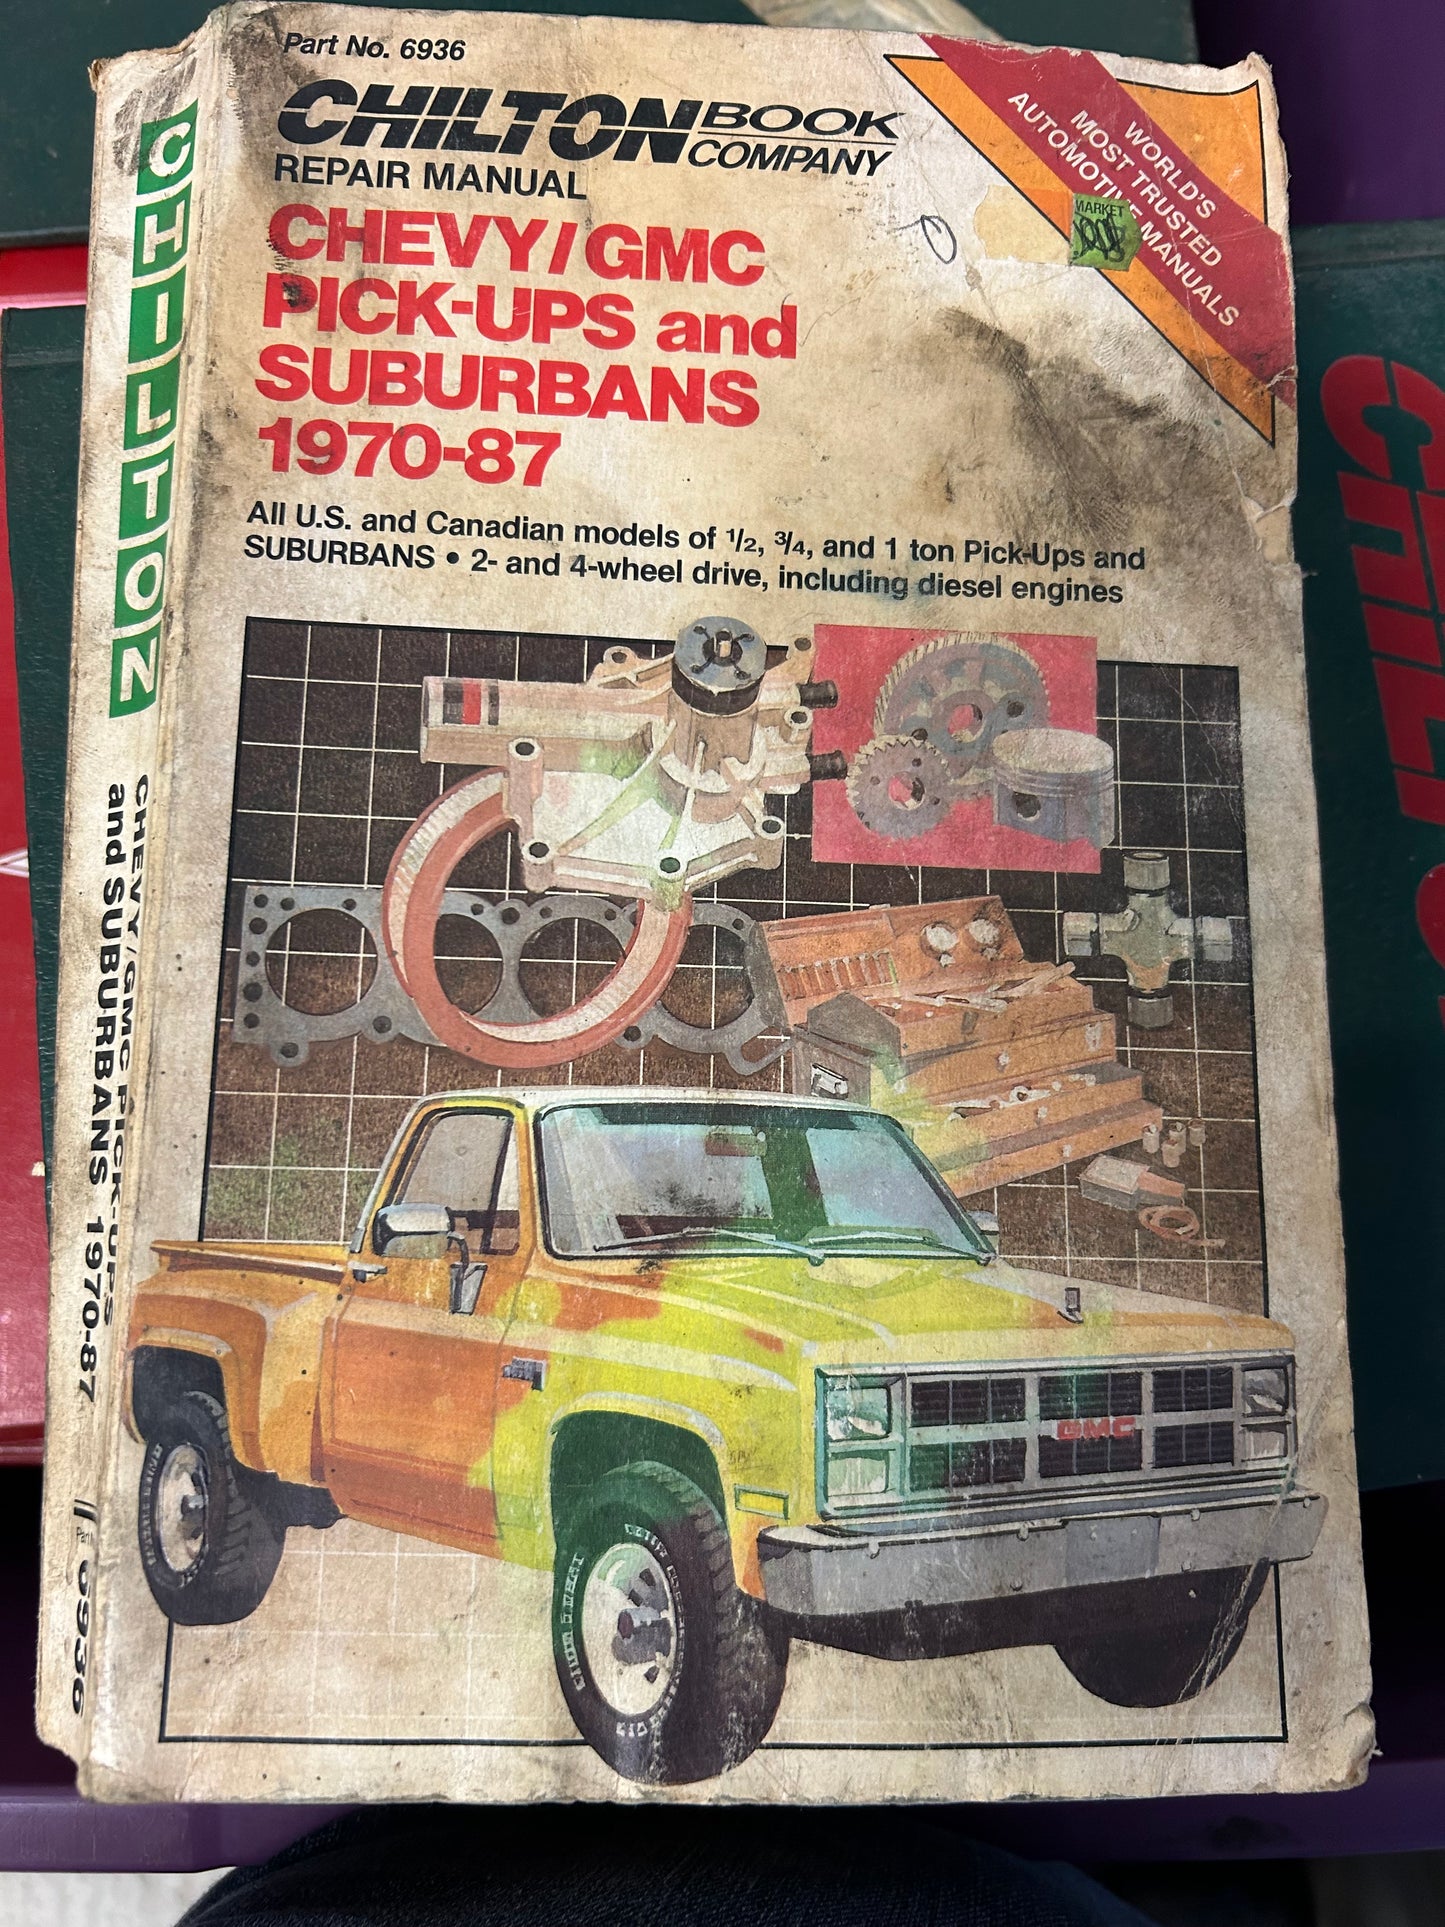 Part No. 6936
CHILTON BOOK COMPANY
REPAIR MANUAL
CHEVY/GMC
PICK-UPS and
SUBURBANS
1970-87
All U.S. and Canadian models of 1/2, 3/4, and 1 ton Pick-Ups and
SUBURBANS • 2- and 4-wheel drive, including diesel engines
WORLD'S
MOST TRUSTED
AUTOMOTIVE MANUALS
MARKET
GMC
CHILTON
CHEVY/GMC PICK-UPS
and SUBURBANS 1970-87
Part 6936
CHILTON